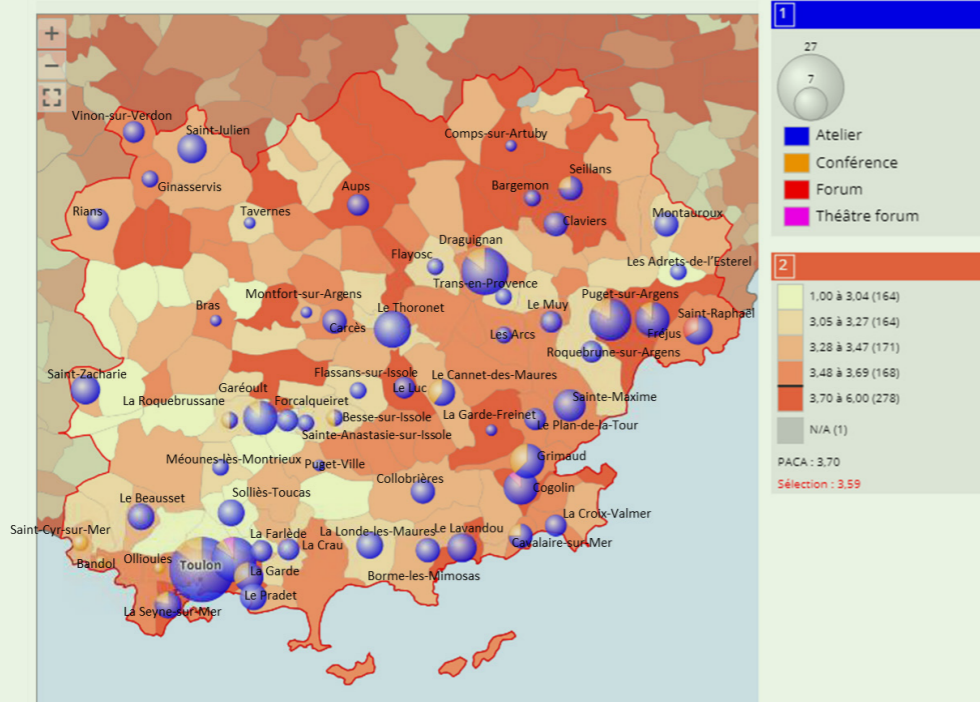 +
−
Vinon-sur-Verdon
Saint-Julien
Comps-sur-Artuby
Seillans
Ginasservis
Aups
Bargemon
Rians
Tavernes
Claviers
Montauroux
Draguignan
Flayosc
Les Adrets-de-l'Esterel
Trans-en-Provence
Montfort-sur-Argens
Puget-sur-Argens
Bras
Le Thoronet
Le Muy
Saint-Raphaël
Carcès
Les Arcs
Fréjus
Roquebrune-sur-Argens
Saint-Zacharie
Flassans-sur-Issole
Le Cannet-des-Maures
Garéoult
Le Luc
La Roquebrussane
Forcalqueiret
Sainte-Maxime
Besse-sur-Issole
La Garde-Freinet
Le Plan-de-la-Tour
Sainte-Anastasie-sur-Issole
Grimaud
Méounes-lès-Montrieux
Puget-Ville
Collobrières
Cogolin
Le Beausset
Solliès-Toucas
La Croix-Valmer
Saint-Cyr-sur-Mer
La Farlède
La Londe-les-Maures
Le Lavandou
La Crau
Cavalaire-sur-Mer
Bandol
Ollioules
Toulon
La Garde
Borme-les-Mimosas
Le Pradet
La Seyne-sur-Mer
1
27
7
Atelier
Conférence
Forum
Théâtre forum
2
1,00 à 3,04 (164)
3,05 à 3,27 (164)
3,28 à 3,47 (171)
3,48 à 3,69 (168)
3,70 à 6,00 (278)
N/A (1)
PACA : 3,70
Sélection : 3,59